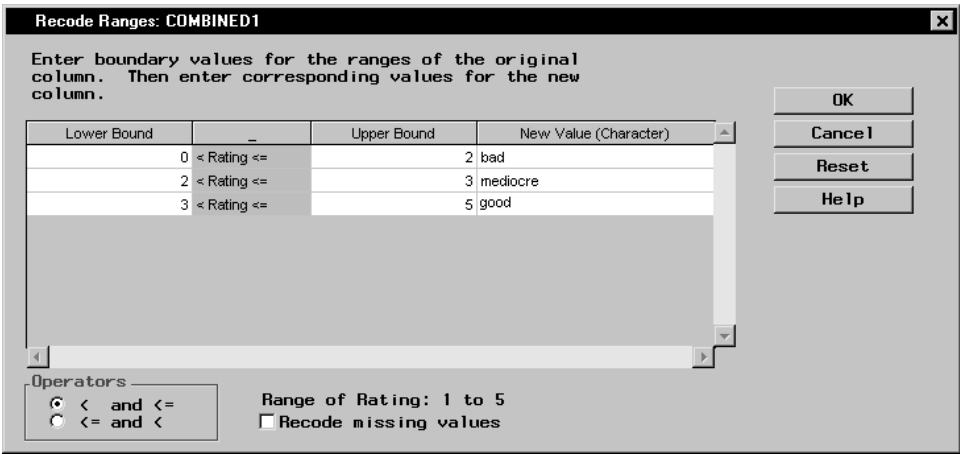 Recode Ranges: COMBINED1
Enter boundary values for the ranges of the original
column.  Then enter corresponding values for the new
column.
OK
Cancel
Reset
Help
Lower Bound _ Upper Bound New Value (Character)
0 < Rating <= 2 bad
2 < Rating <= 3 mediocre
3 < Rating <= 5 good
Operators
< and <=
<= and <
Range of Rating: 1 to 5
Recode missing values